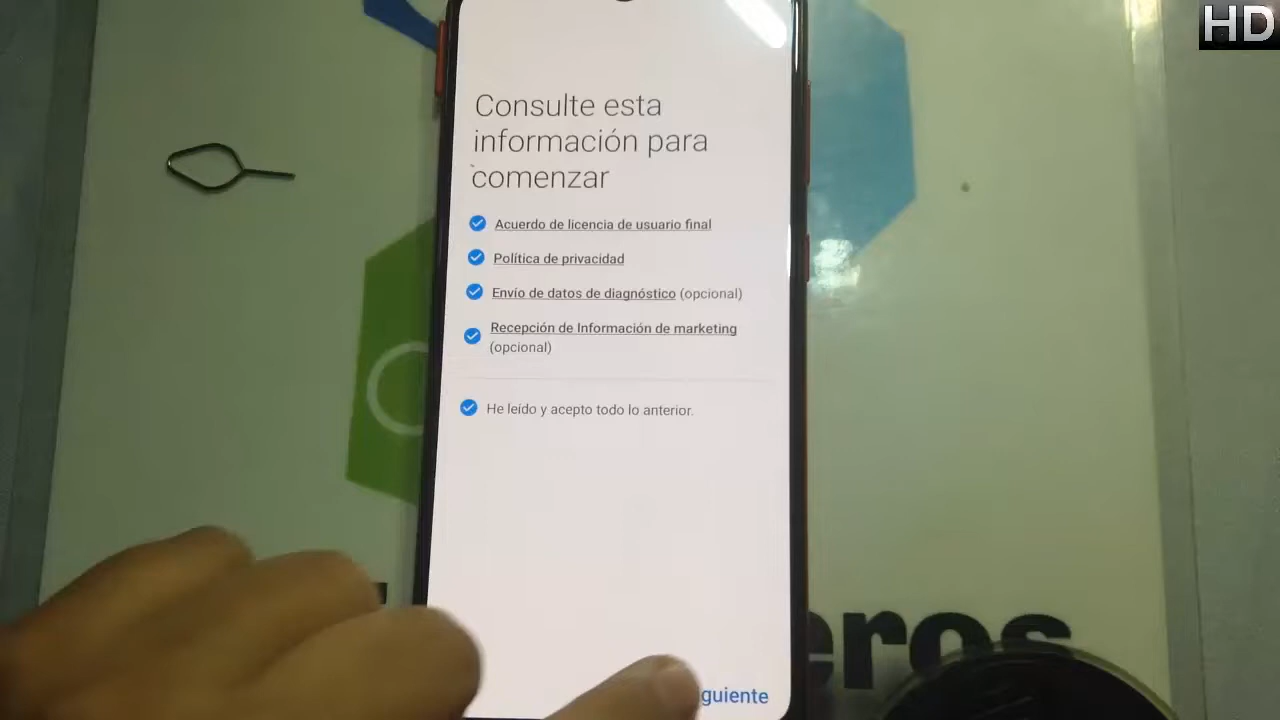 HD
Consulte esta
información para
comenzar
Acuerdo de licencia de usuario final
Política de privacidad
Envío de datos de diagnóstico (opcional)
Recepción de Información de marketing
(opcional)
He leído y acepto todo lo anterior.
guiente
eros